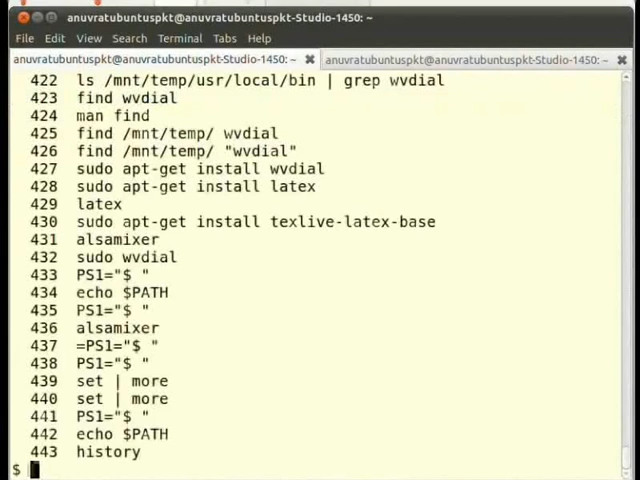 anuvratubuntuspkt@anuvratubuntuspkt-Studio-1450: ~
File Edit View Search Terminal Tabs Help
anuvratubuntuspkt@anuvratubuntuspkt-Studio-1450: ~ anuvratubuntuspkt@anuvratubuntuspkt-Studio-1450: ~
422 ls /mnt/temp/usr/local/bin | grep wvdial
423 find wvdial
424 man find
425 find /mnt/temp/ wvdial
426 find /mnt/temp/ "wvdial"
427 sudo apt-get install wvdial
428 sudo apt-get install latex
429 latex
430 sudo apt-get install texlive-latex-base
431 alsamixer
432 sudo wvdial
433 PS1="$ "
434 echo $PATH
435 PS1="$ "
436 alsamixer
437 =PS1="$ "
438 PS1="$ "
439 set | more
440 set | more
441 PS1="$ "
442 echo $PATH
443 history
$